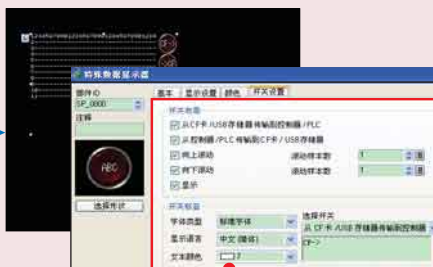 CF->
特殊数据显示器
部件ID
SP_0000
注释
ABC
选择形状
基本 显示设置 颜色 开关设置
开关布局
从CF卡/USB存储器传输到控制器/PLC
从控制器/PLC传输到CF卡/USB存储器
向上滚动 滚动样本数 1
向下滚动 滚动样本数 1
显示
开关标签
字体类型 标准字体 选择开关
显示语言 中文(简体) 从 CF卡/USB存储器传输到控制器
文本颜色 7 CF->